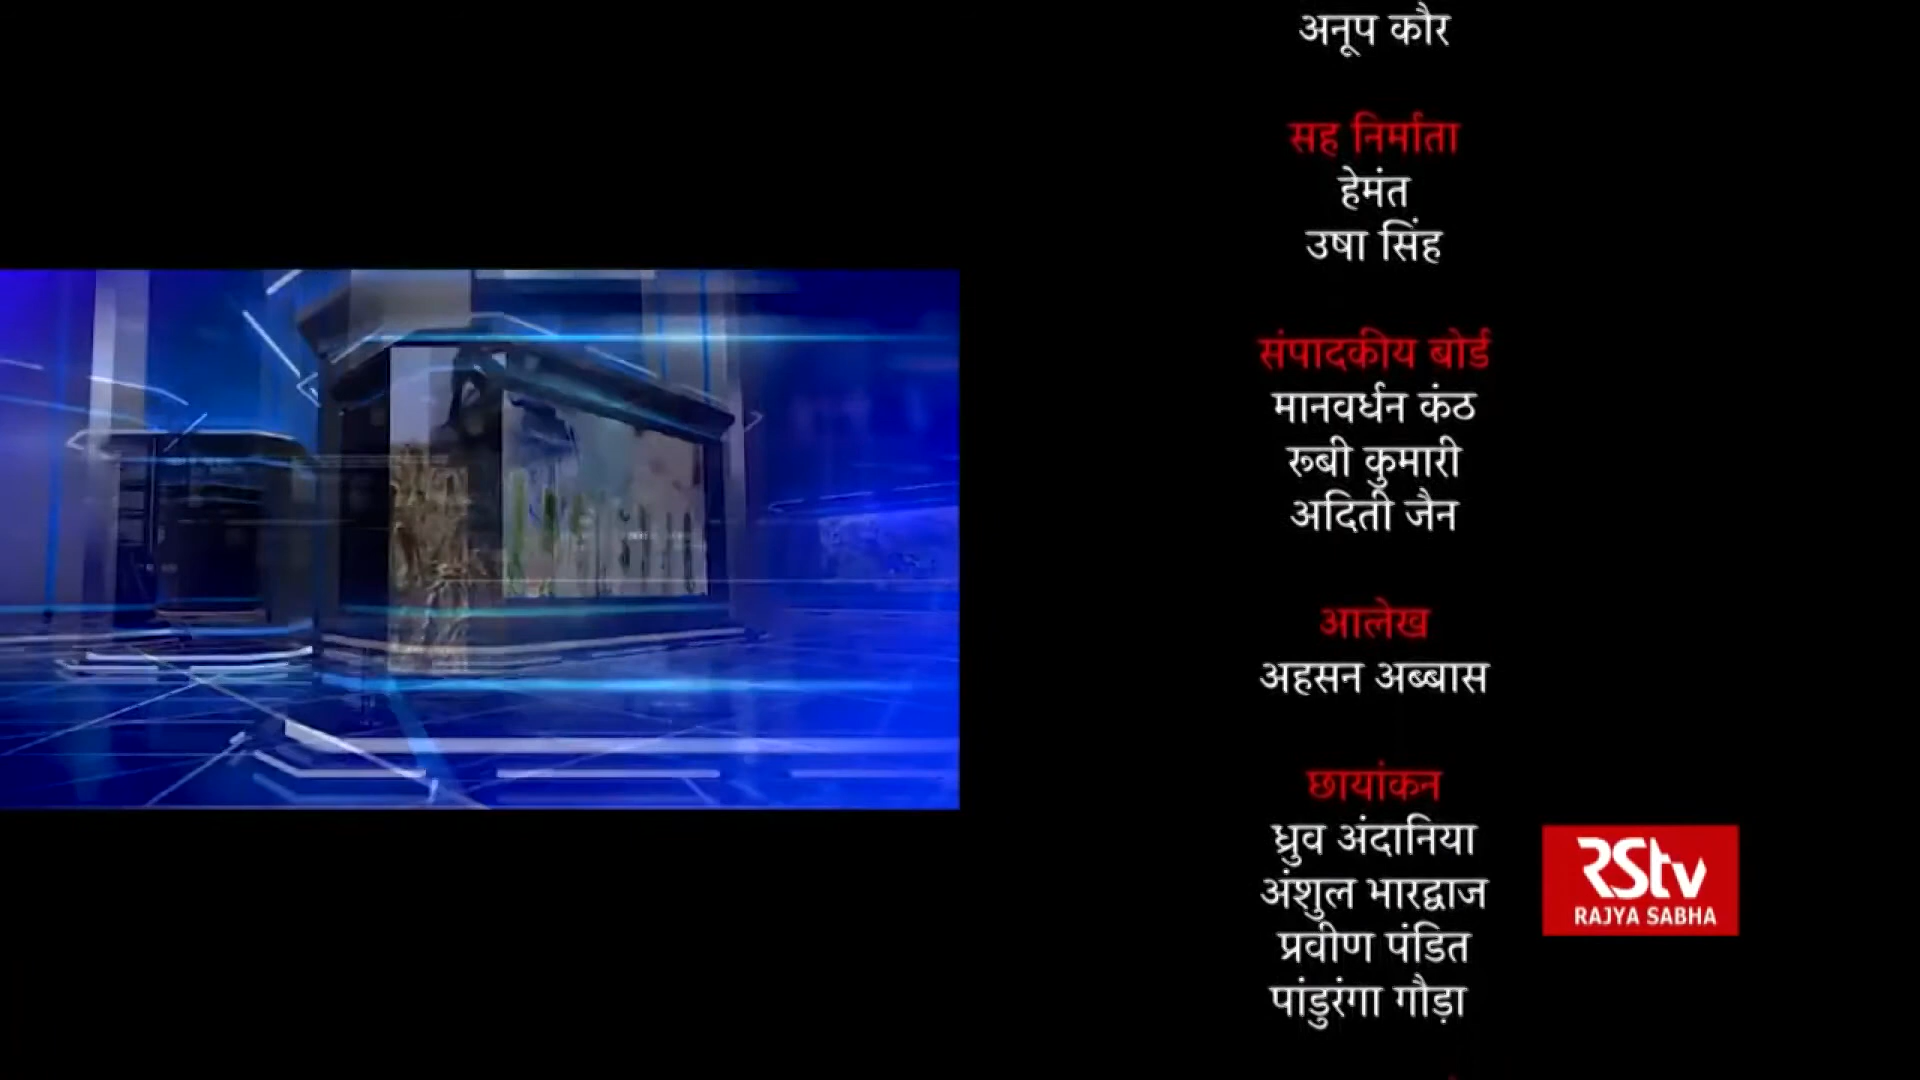 अनूप कौर
सह निर्माता
हेमंत
उषा सिंह
संपादकीय बोर्ड
मानवर्धन कंठ
रूबी कुमारी
अदिती जैन
आलेख
अहसन अब्बास
छायांकन
ध्रुव अंदानिया
अंशुल भारद्वाज
प्रवीण पंडित
पांडुरंगा गौड़ा
RStv
RAJYA SABHA